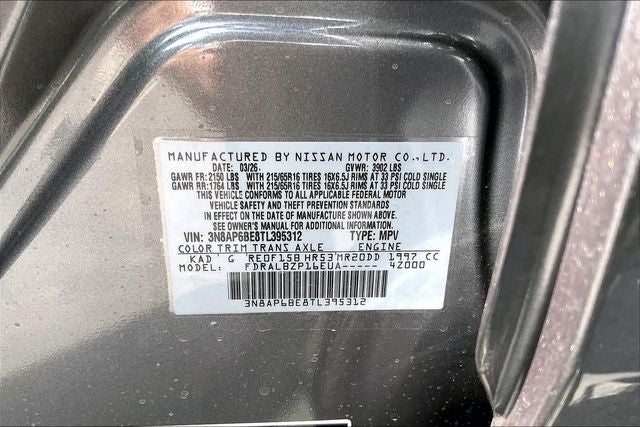 MANUFACTURED BY NISSAN MOTOR CO.,LTD.
DATE: 03/26 GVWR: 3902 LBS
GAWR FR: 2150 LBS WITH 215/65R16 TIRES 16X6.5J RIMS AT 33 PSI COLD SINGLE
GAWR RR: 1764 LBS WITH 215/65R16 TIRES 16X6.5J RIMS AT 33 PSI COLD SINGLE
THIS VEHICLE CONFORMS TO ALL APPLICABLE FEDERAL MOTOR
VEHICLE SAFETY AND THEFT PREVENTION STANDARDS
IN EFFECT ON THE DATE OF MANUFACTURE SHOWN ABOVE.
SEE OWNER'S MANUAL FOR ADDITIONAL INFORMATION.
VIN: 3N8AP6BE8TL395312 TYPE: MPV
COLOR TRIM TRANS AXLE ENGINE
KAD G RE0F15B HR53 MR20DD 1997 CC
FDRALBZP16EUA----- 4Z000
3N8AP6BE8TL395312